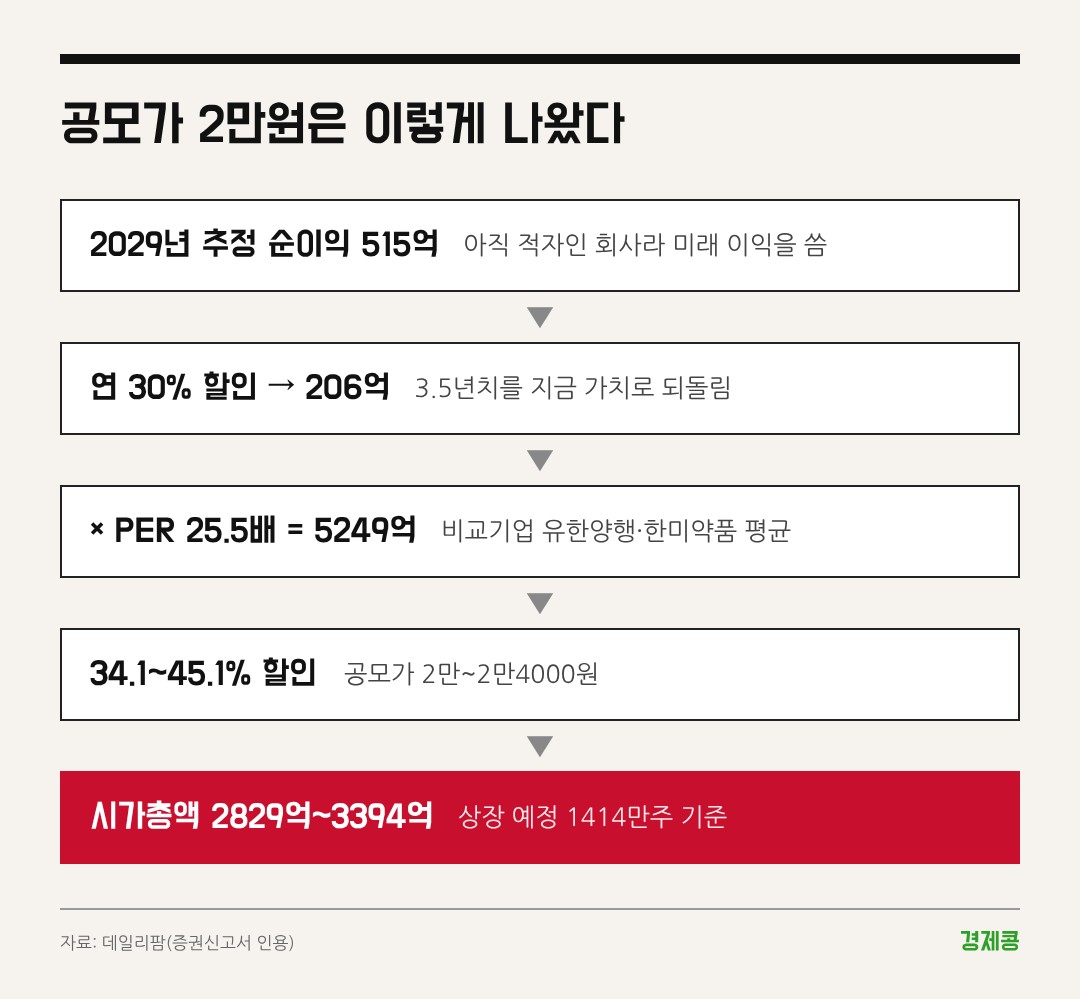 공모가 2만원은 이렇게 나왔다
2029년 추정 순이익 515억 아직 적자인 회사라 미래 이익을 씀
▼
연 30% 할인 → 206억 3.5년치를 지금 가치로 되돌림
▼
× PER 25.5배 = 5249억 비교기업 유한양행·한미약품 평균
▼
34.1~45.1% 할인 공모가 2만~2만4000원
▼
시가총액 2829억~3394억 상장 예정 1414만주 기준
자료: 데일리팜(증권신고서 인용)
경제콩